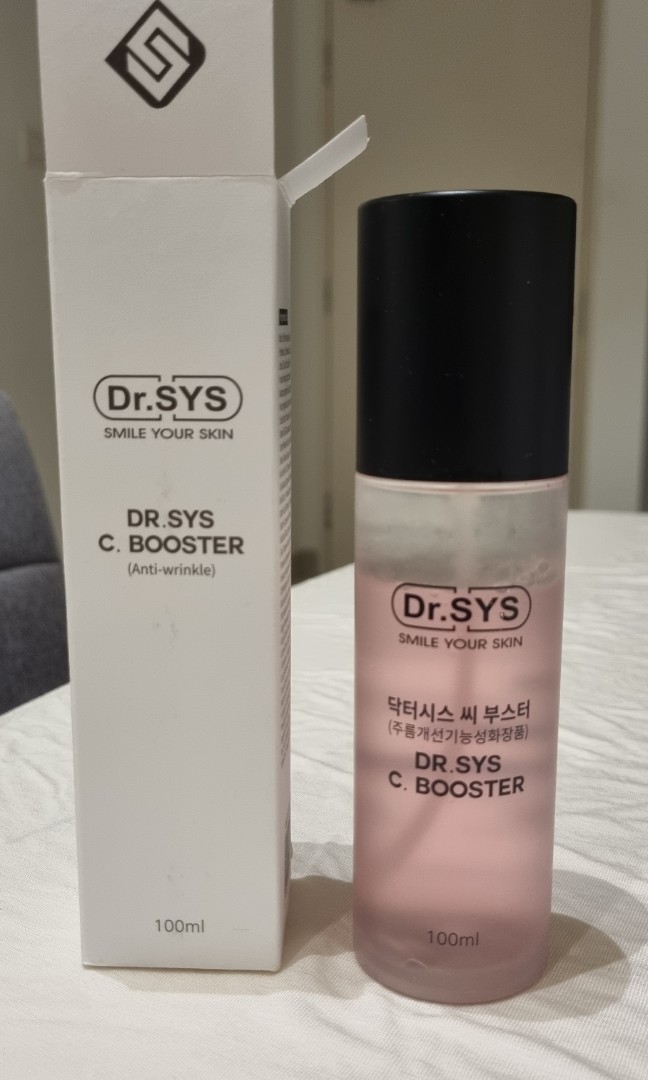 Dr.SYS
SMILE YOUR SKIN
DR.SYS
C. BOOSTER
(Anti-wrinkle)
100ml
Dr.SYS
SMILE YOUR SKIN
닥터시스 씨 부스터
(주름개선기능성화장품)
DR.SYS
C. BOOSTER
100ml